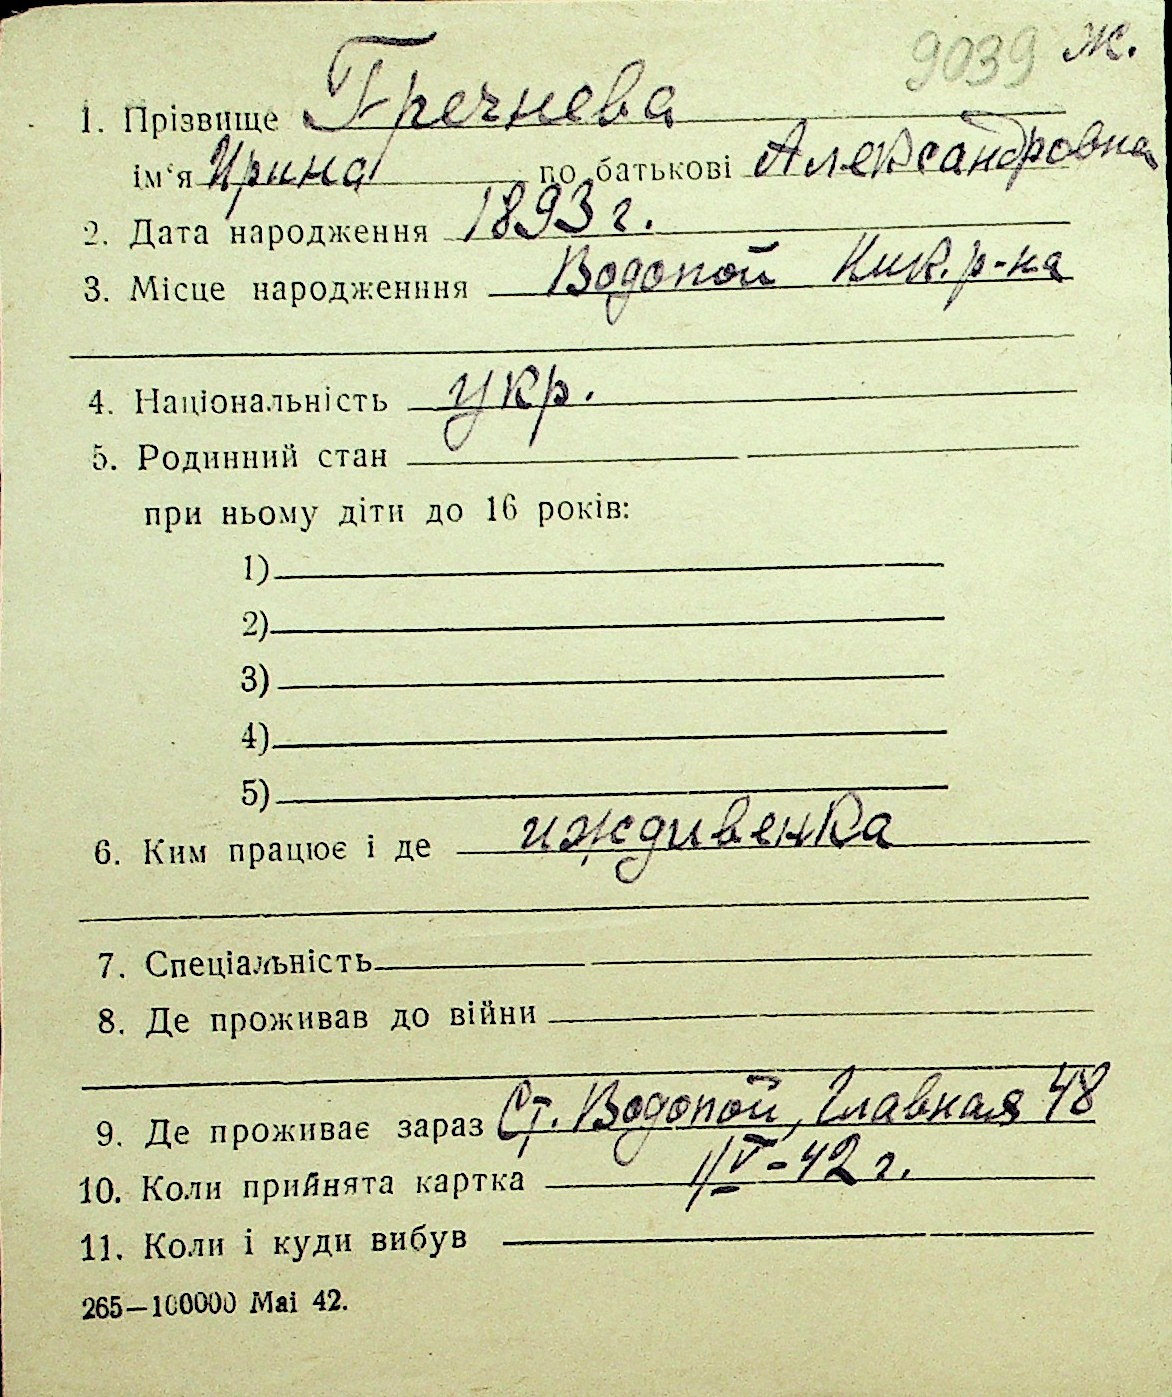 9039 Ж.
1. Прізвище Гречнева
ім'я Ирина по батькові Александровна
2. Дата народження 1893 г.
3. Місце народженння Водопой Ник. р-на
4. Національність укр.
5. Родинний стан
при ньому діти до 16 років:
1)
2)
3)
4)
5)
6. Ким працює і де иждивенка
7. Спеціальність
8. Де проживав до війни
9. Де проживає зараз Ст. Водопой, Главная 48
10. Коли прийнята картка 1/V-42 г.
11. Коли і куди вибув
265—100000 Mai 42.